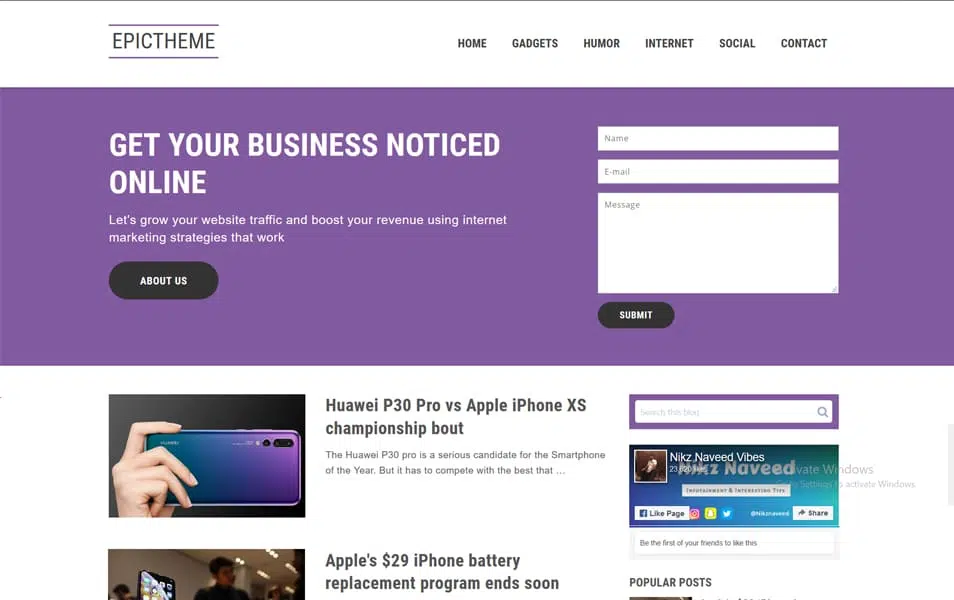 EPICTHEME
HOME GADGETS HUMOR INTERNET SOCIAL CONTACT
GET YOUR BUSINESS NOTICED
ONLINE
Let's grow your website traffic and boost your revenue using internet
marketing strategies that work
ABOUT US
Name
E-mail
Message
SUBMIT
Huawei P30 Pro vs Apple iPhone XS
championship bout
The Huawei P30 pro is a serious candidate for the Smartphone
of the Year. But it has to compete with the best that ...
Apple's $29 iPhone battery
replacement program ends soon
Search this blog
Nikz Naveed Vibes
likes
Nikz Naveed
Infotainment & Interesting Tips
Like Page
@Nikznaveed
Share
Activate Windows
Go to Settings to activate Windows.
Be the first of your friends to like this
POPULAR POSTS